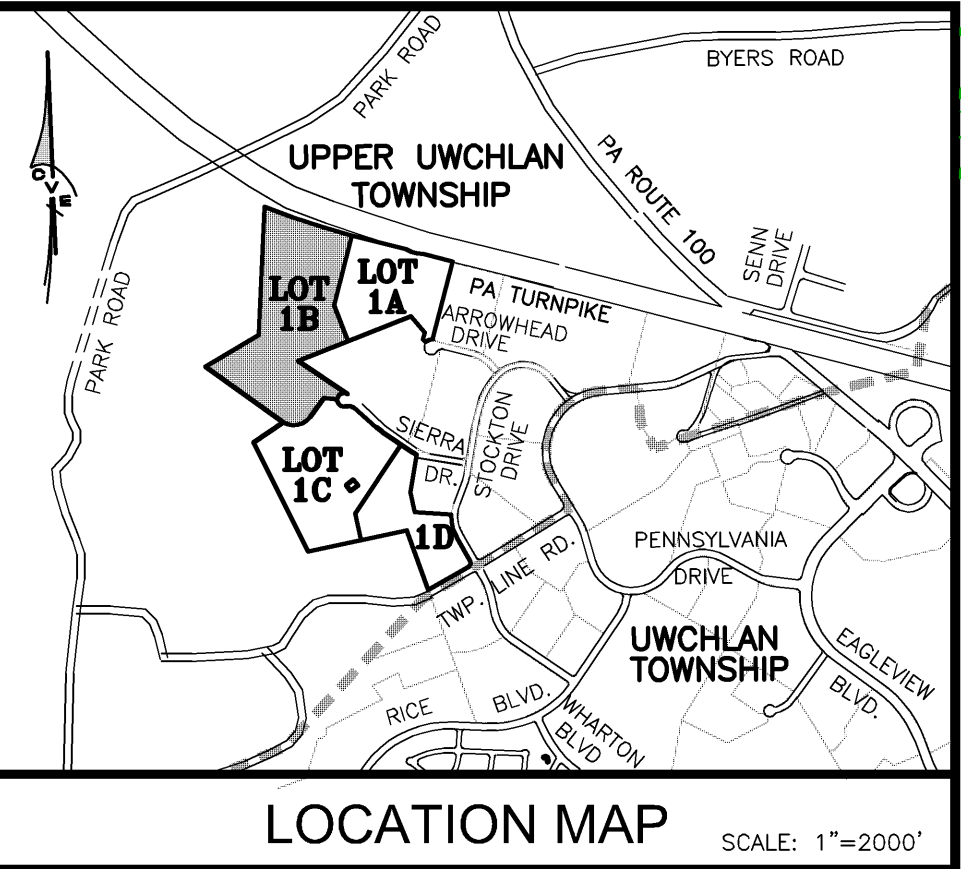 PARK ROAD
BYERS ROAD
UPPER UWCHLAN
TOWNSHIP
PA ROUTE 100
SENN
DRIVE
CVE
LOT
1A
LOT
1B
PA TURNPIKE
ARROWHEAD
DRIVE
PARK ROAD
SIERRA
DR.
STOCKTON
DRIVE
LOT
1C
1D
TWP. LINE RD.
PENNSYLVANIA
DRIVE
UWCHLAN
TOWNSHIP
EAGLEVIEW
BLVD.
RICE BLVD.
WHARTON
BLVD
LOCATION MAP
SCALE: 1"=2000'